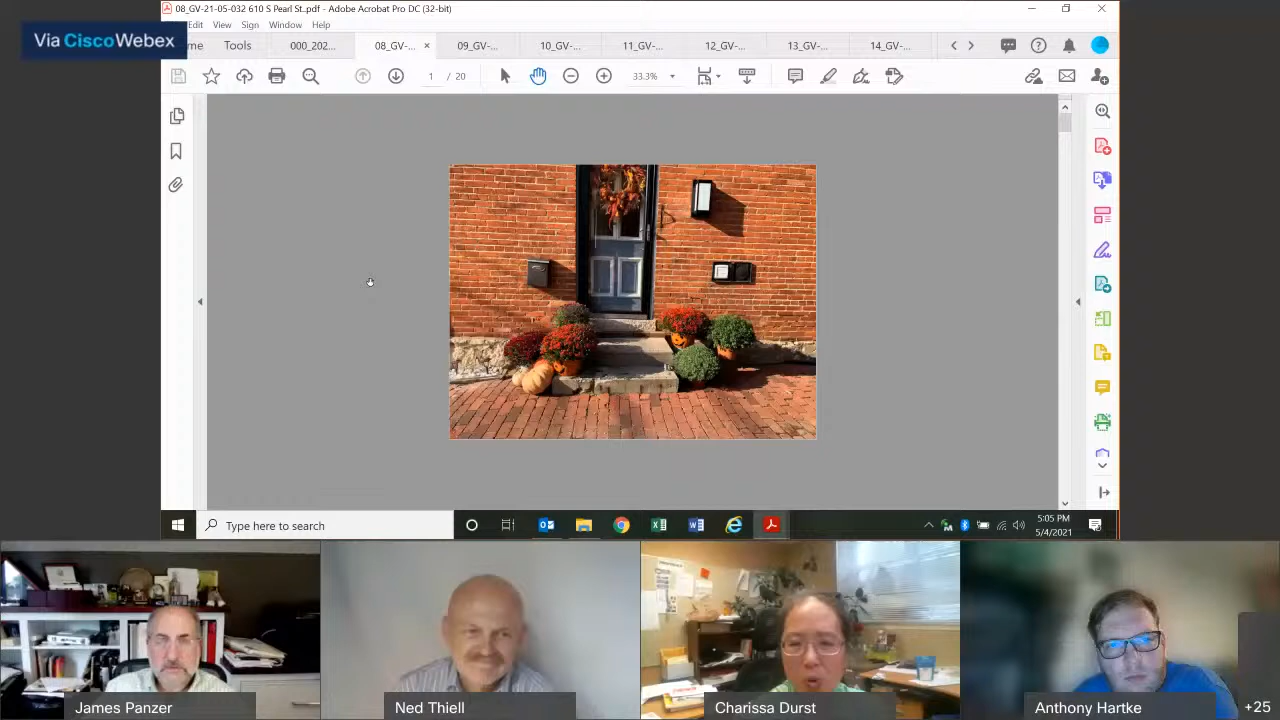 08_GV-21-05-032 610 S Pearl St..pdf - Adobe Acrobat Pro DC (32-bit)
Edit View Sign Window Help
Via CiscoWebex
me Tools 000_202... 08_GV-... × 09_GV-... 10_GV-... 11_GV-... 12_GV-... 13_GV-... 14_GV-...
1 / 20 33.3%
Type here to search
5:05 PM
5/4/2021
James Panzer
Ned Thiell
Charissa Durst
Anthony Hartke
+25